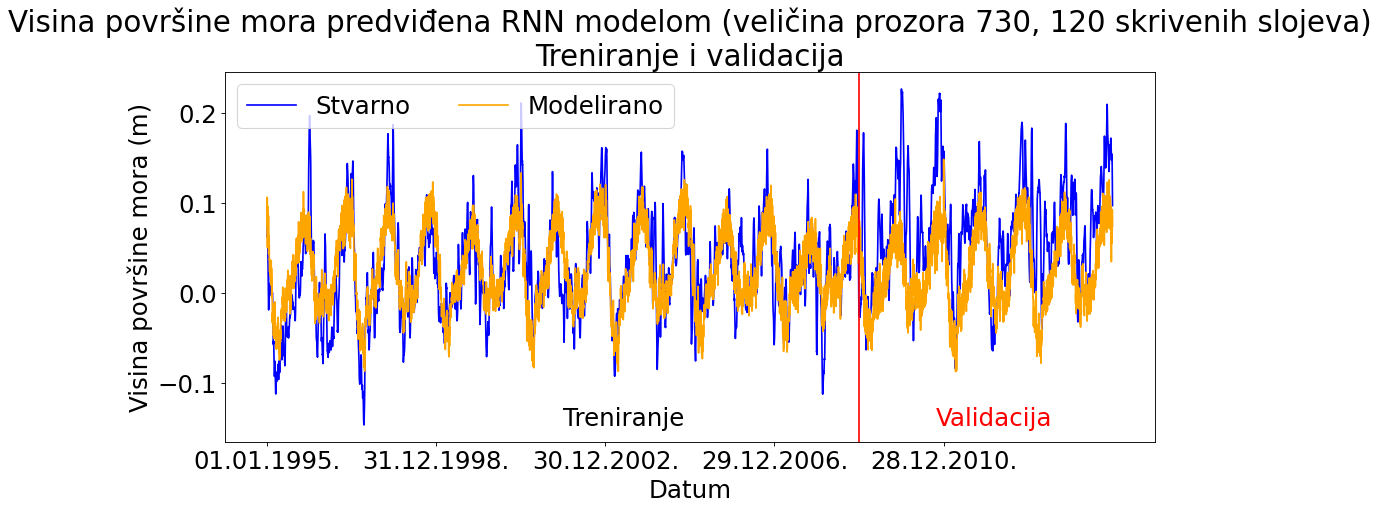 Visina površine mora predviđena RNN modelom (veličina prozora 730, 120 skrivenih slojeva)
Treniranje i validacija
Stvarno
Modelirano
Visina površine mora (m)
0.2
0.1
0.0
−0.1
Treniranje
Validacija
01.01.1995.
31.12.1998.
30.12.2002.
29.12.2006.
28.12.2010.
Datum